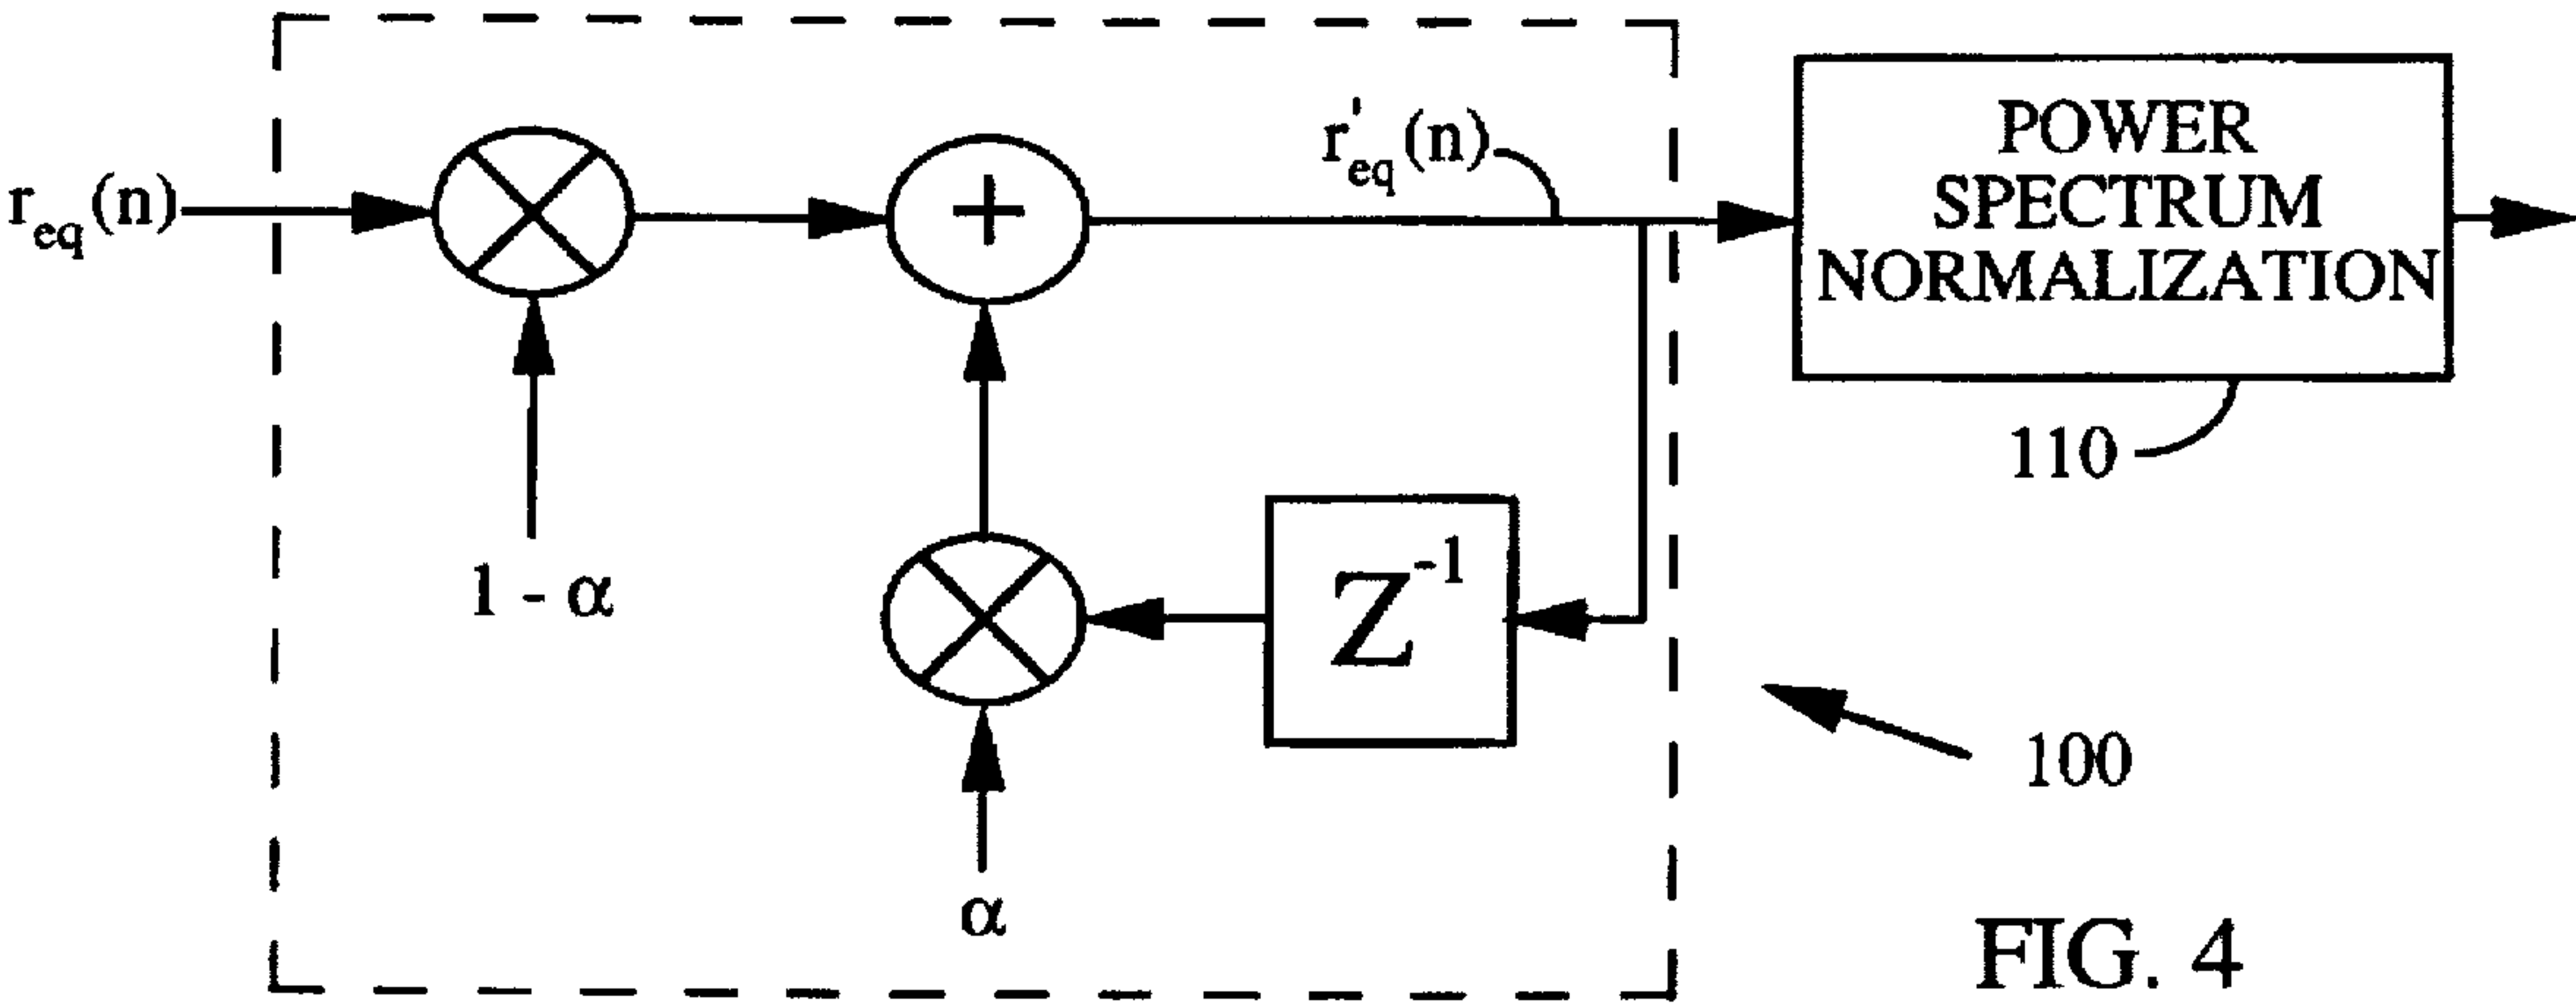 r_eq(n)
1 - α
+
r'_eq(n)
POWER
SPECTRUM
NORMALIZATION
110
Z^-1
α
100
FIG. 4